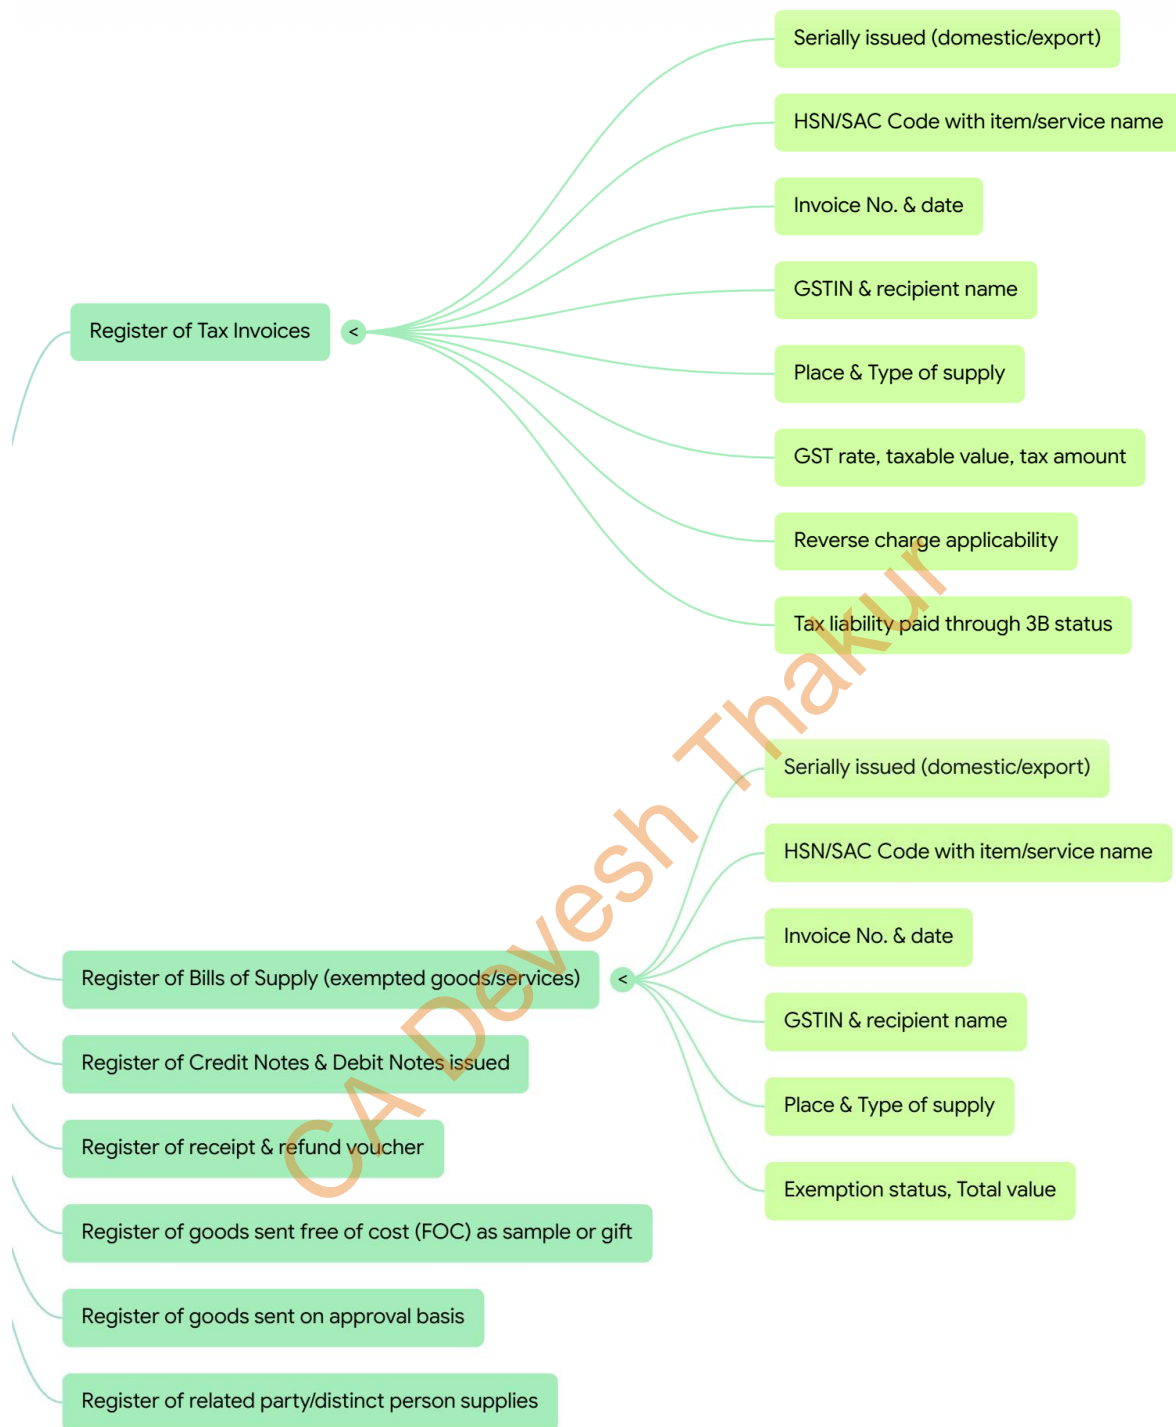 Register of Tax Invoices
<
Serially issued (domestic/export)
HSN/SAC Code with item/service name
Invoice No. & date
GSTIN & recipient name
Place & Type of supply
GST rate, taxable value, tax amount
Reverse charge applicability
Tax liability paid through 3B status
Register of Bills of Supply (exempted goods/services)
<
Serially issued (domestic/export)
HSN/SAC Code with item/service name
Invoice No. & date
GSTIN & recipient name
Place & Type of supply
Exemption status, Total value
Register of Credit Notes & Debit Notes issued
Register of receipt & refund voucher
Register of goods sent free of cost (FOC) as sample or gift
Register of goods sent on approval basis
Register of related party/distinct person supplies
CA Devesh Thakur